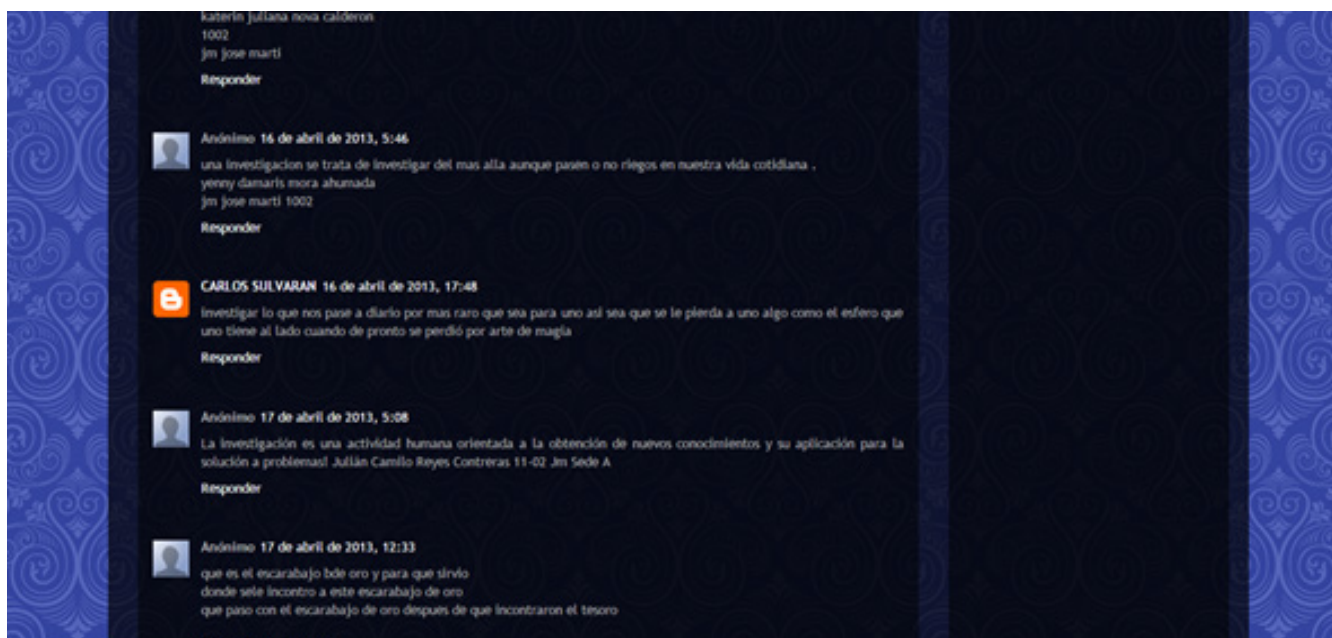 katerin juliana nova calderon
1002
jm jose marti
Responder
Anónimo 16 de abril de 2013, 5:46
una investigacion se trata de investigar del mas alla aunque pasen o no riegos en nuestra vida cotidiana .
yenny damaris mora ahumada
jm jose marti 1002
Responder
CARLOS SULVARAN 16 de abril de 2013, 17:48
investigar lo que nos pase a diario por mas raro que sea para uno asi sea que se le pierda a uno algo como el esfero que
uno tiene al lado cuando de pronto se perdió por arte de magia
Responder
Anónimo 17 de abril de 2013, 5:08
La investigación es una actividad humana orientada a la obtención de nuevos conocimientos y su aplicación para la
solución a problemas! Julián Camilo Reyes Contreras 11-02 Jm Sede A
Responder
Anónimo 17 de abril de 2013, 12:33
que es el escarabajo bde oro y para que sirvio
donde sele incontro a este escarabajo de oro
que paso con el escarabajo de oro despues de que incontraron el tesoro